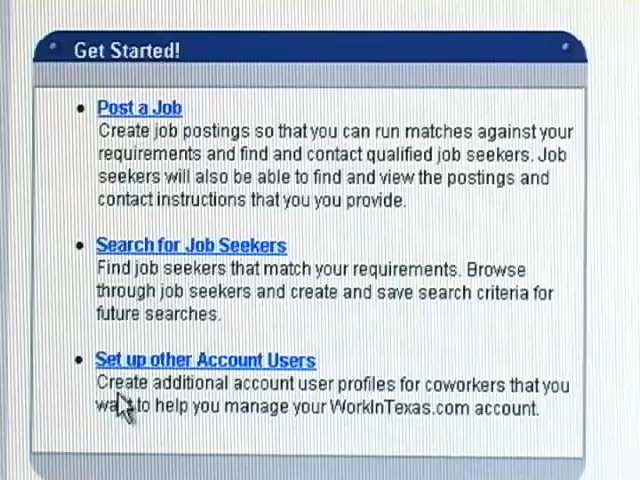 Get Started!
Post a Job
Create job postings so that you can run matches against your
requirements and find and contact qualified job seekers. Job
seekers will also be able to find and view the postings and
contact instructions that you you provide.
Search for Job Seekers
Find job seekers that match your requirements. Browse
through job seekers and create and save search criteria for
future searches.
Set up other Account Users
Create additional account user profiles for coworkers that you
want to help you manage your WorkInTexas.com account.